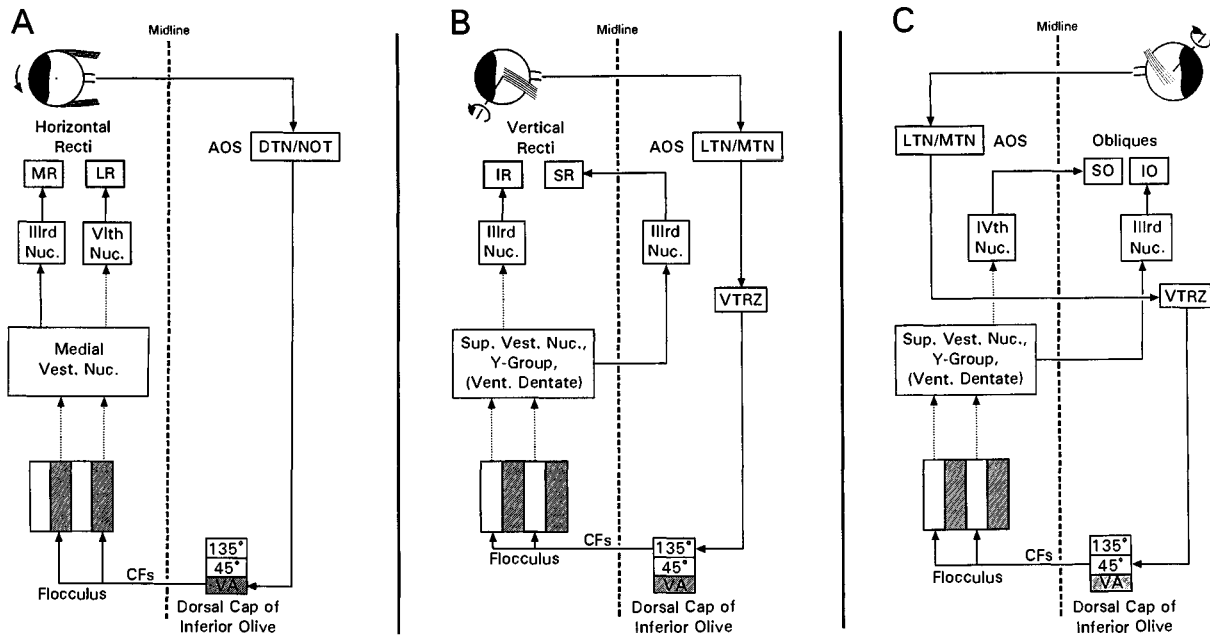 A
Midline
Horizontal
Recti
AOS
DTN/NOT
MR
LR
IIIrd
Nuc.
VIth
Nuc.
Medial
Vest. Nuc.
135°
45°
VA
CFs
Flocculus
Dorsal Cap of
Inferior Olive
B
Midline
Vertical
Recti
AOS
LTN/MTN
IR
SR
IIIrd
Nuc.
IIIrd
Nuc.
VTRZ
Sup. Vest. Nuc.,
Y-Group,
(Vent. Dentate)
CFs
135°
45°
VA
Flocculus
Dorsal Cap of
Inferior Olive
C
Midline
LTN/MTN
AOS
Obliques
SO
IO
IVth
Nuc.
IIIrd
Nuc.
VTRZ
Sup. Vest. Nuc.,
Y-Group,
(Vent. Dentate)
135°
45°
VA
CFs
Flocculus
Dorsal Cap of
Inferior Olive